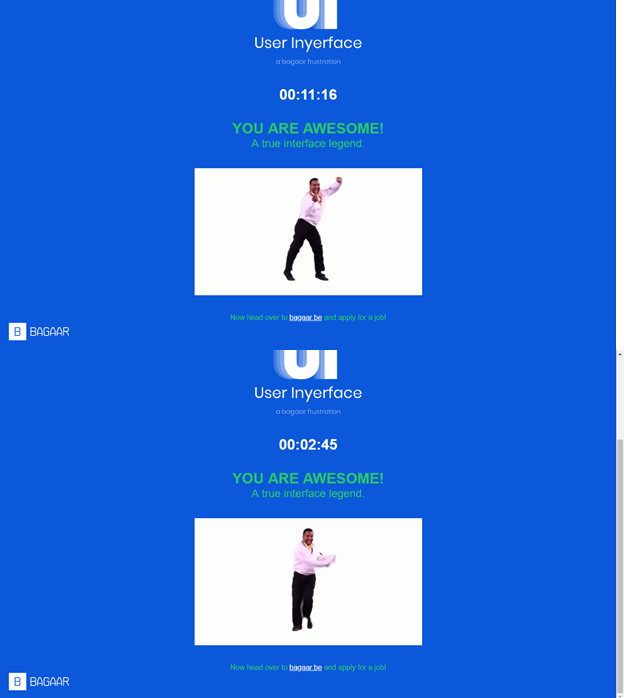 UI
User Inyerface
a bagaar frustration
00:11:16
YOU ARE AWESOME!
A true interface legend.
Now head over to bagaar.be and apply for a job!
B BAGAAR
UI
User Inyerface
a bagaar frustration
00:02:45
YOU ARE AWESOME!
A true interface legend.
Now head over to bagaar.be and apply for a job!
B BAGAAR